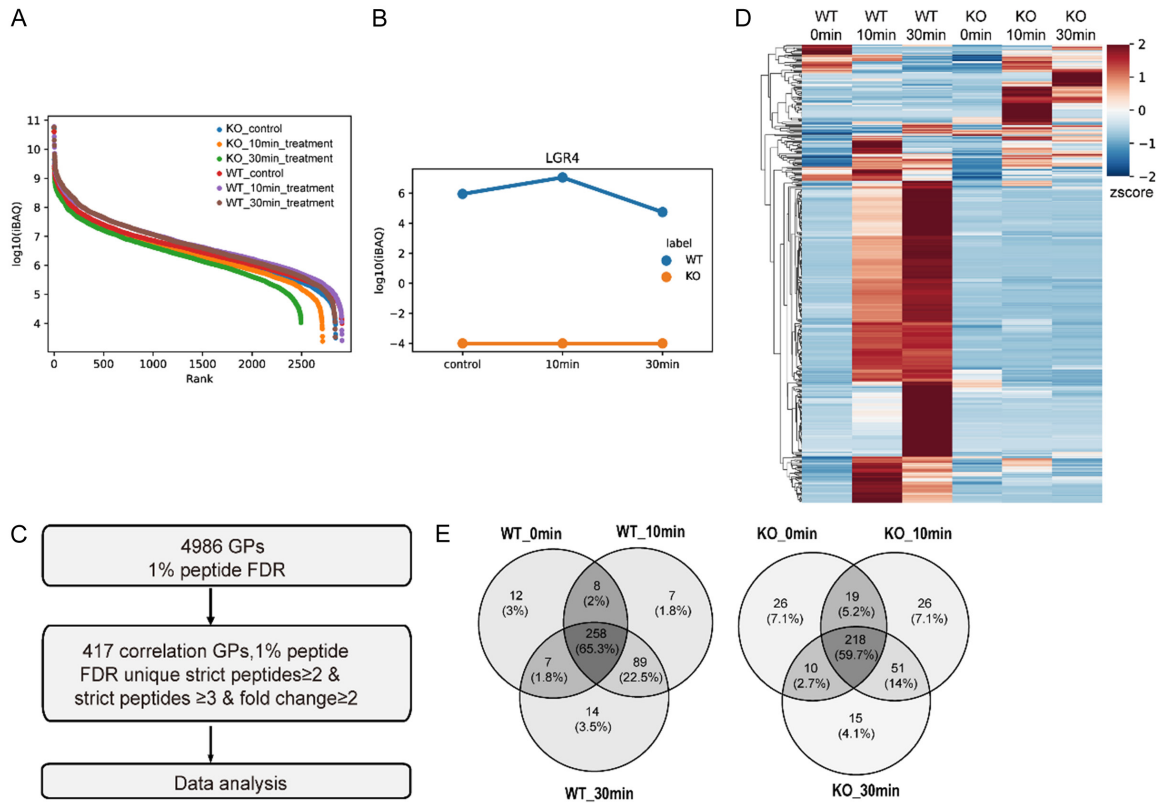 A
11
10
9
8
7
6
5
4
log10(iBAQ)
0
500
1000
1500
2000
2500
Rank
KO_control
KO_10min_treatment
KO_30min_treatment
WT_control
WT_10min_treatment
WT_30min_treatment
B
LGR4
6
4
2
0
−2
−4
log10(iBAQ)
control
10min
30min
label
WT
KO
C
4986 GPs
1% peptide FDR
417 correlation GPs,1% peptide
FDR unique strict peptides≥2 &
strict peptides ≥3 & fold change≥2
Data analysis
D
WT
0min
WT
10min
WT
30min
KO
0min
KO
10min
KO
30min
2
1
0
−1
−2
zscore
E
WT_0min
WT_10min
12
(3%)
8
(2%)
7
(1.8%)
258
(65.3%)
7
(1.8%)
89
(22.5%)
14
(3.5%)
WT_30min
KO_0min
KO_10min
26
(7.1%)
19
(5.2%)
26
(7.1%)
218
(59.7%)
10
(2.7%)
51
(14%)
15
(4.1%)
KO_30min